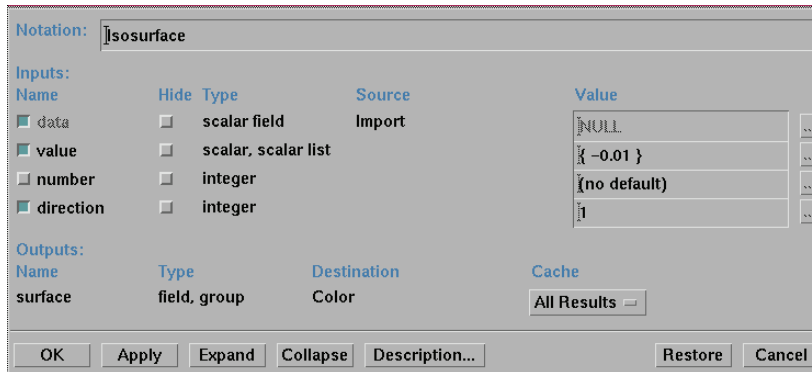 Notation: Isosurface
Inputs:
Name Hide Type Source Value
data scalar field Import NULL ..
value scalar, scalar list { -0.01 } ..
number integer (no default) ..
direction integer 1 ..
Outputs:
Name Type Destination Cache
surface field, group Color All Results
OK Apply Expand Collapse Description... Restore Cancel